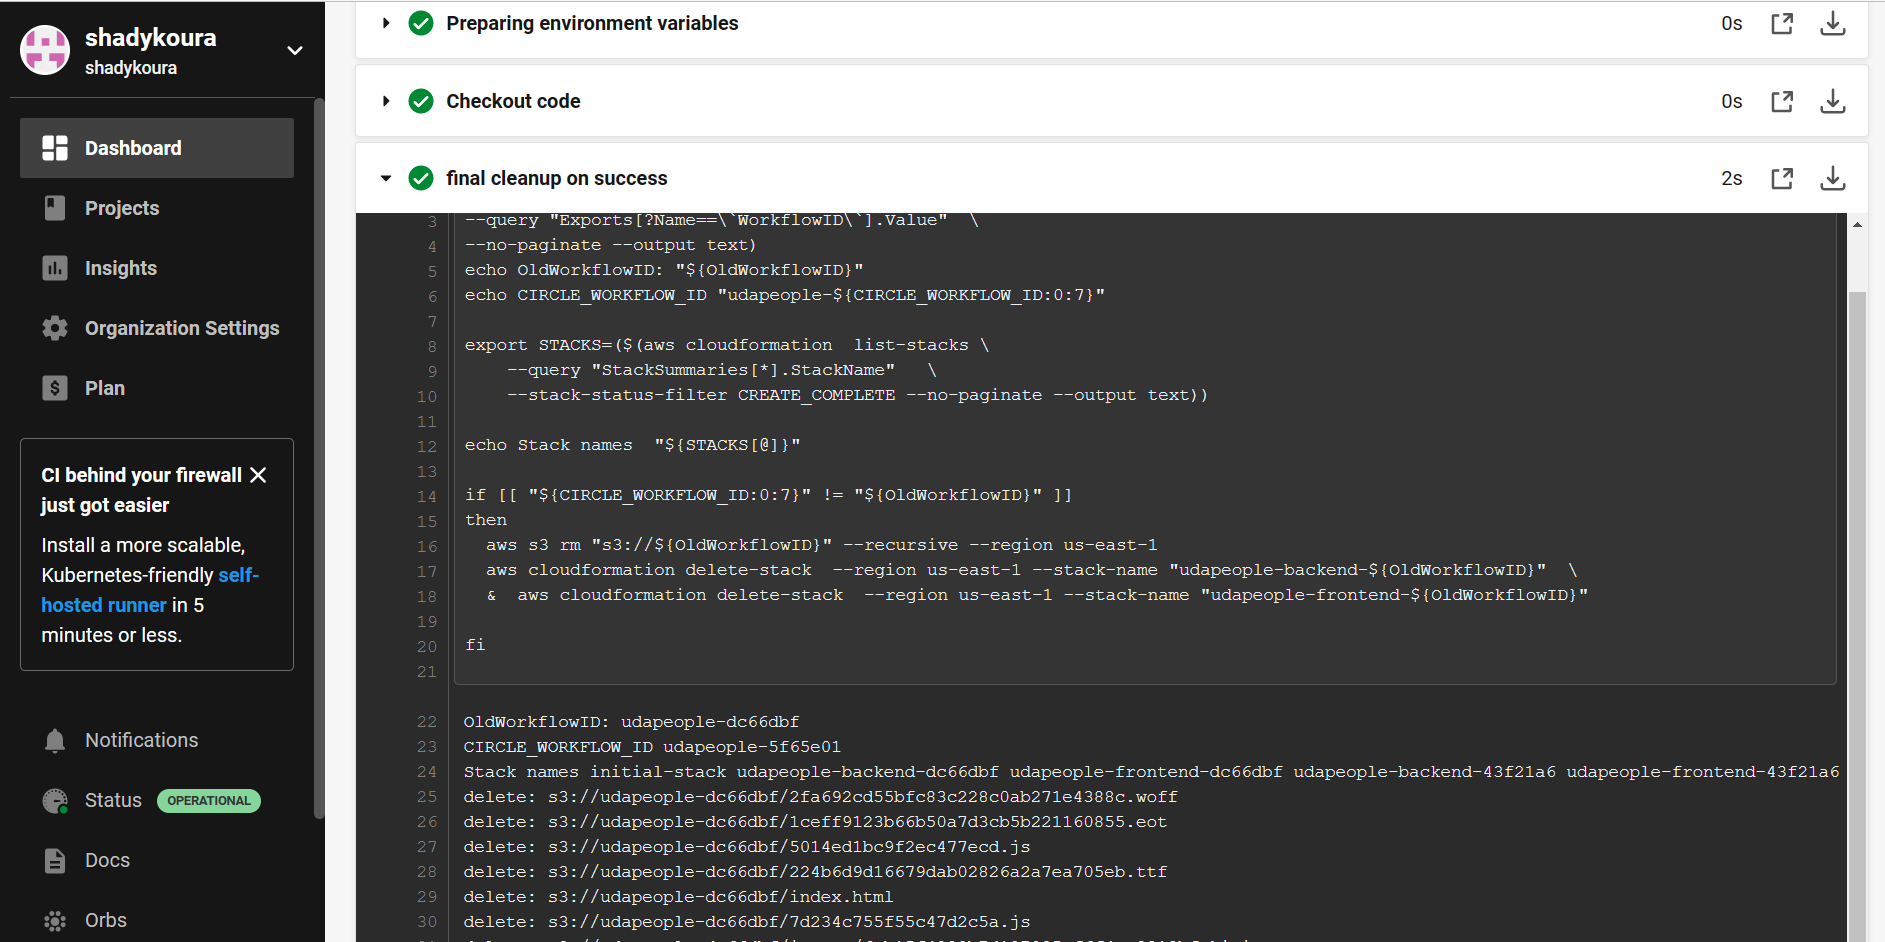 shadykoura
shadykoura
Dashboard
Projects
Insights
Organization Settings
Plan
CI behind your firewall
just got easier
Install a more scalable,
Kubernetes-friendly self-
hosted runner in 5
minutes or less.
Notifications
Status OPERATIONAL
Docs
Orbs
Preparing environment variables 0s
Checkout code 0s
final cleanup on success 2s
3 --query "Exports[?Name==\`WorkflowID\`].Value"  \
4 --no-paginate --output text)
5 echo OldWorkflowID: "${OldWorkflowID}"
6 echo CIRCLE_WORKFLOW_ID "udapeople-${CIRCLE_WORKFLOW_ID:0:7}"
7
8 export STACKS=($(aws cloudformation  list-stacks \
9     --query "StackSummaries[*].StackName"   \
10     --stack-status-filter CREATE_COMPLETE --no-paginate --output text))
11
12 echo Stack names  "${STACKS[@]}"
13
14 if [[ "${CIRCLE_WORKFLOW_ID:0:7}" != "${OldWorkflowID}" ]]
15 then
16   aws s3 rm "s3://${OldWorkflowID}" --recursive --region us-east-1
17   aws cloudformation delete-stack  --region us-east-1 --stack-name "udapeople-backend-${OldWorkflowID}"  \
18   &  aws cloudformation delete-stack  --region us-east-1 --stack-name "udapeople-frontend-${OldWorkflowID}"
19
20 fi
21
22 OldWorkflowID: udapeople-dc66dbf
23 CIRCLE_WORKFLOW_ID udapeople-5f65e01
24 Stack names initial-stack udapeople-backend-dc66dbf udapeople-frontend-dc66dbf udapeople-backend-43f21a6 udapeople-frontend-43f21a6
25 delete: s3://udapeople-dc66dbf/2fa692cd55bfc83c228c0ab271e4388c.woff
26 delete: s3://udapeople-dc66dbf/1ceff9123b66b50a7d3cb5b221160855.eot
27 delete: s3://udapeople-dc66dbf/5014ed1bc9f2ec477ecd.js
28 delete: s3://udapeople-dc66dbf/224b6d9d16679dab02826a2a7ea705eb.ttf
29 delete: s3://udapeople-dc66dbf/index.html
30 delete: s3://udapeople-dc66dbf/7d234c755f55c47d2c5a.js